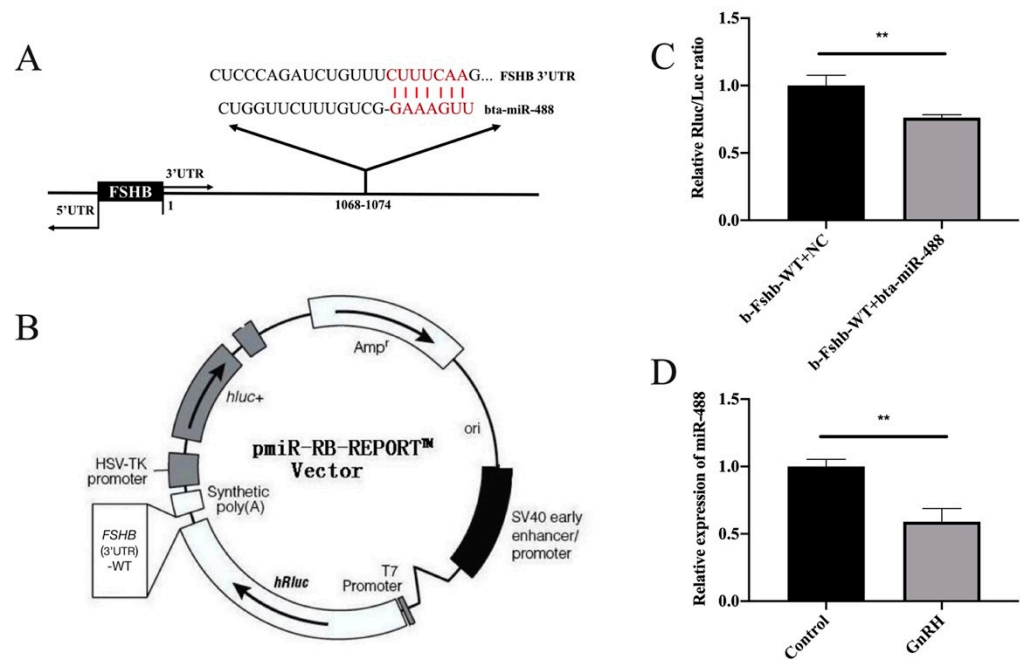 A
CUCCCAGAUCUGUUUCUUUCAAG... FSHB 3'UTR
CUGGUUCUUUGUCG-GAAAGUU bta-miR-488
FSHB
3'UTR
5'UTR
1
1068-1074
B
Amp^r
hluc+
ori
pmiR-RB-REPORT™
Vector
HSV-TK
promoter
Synthetic
poly(A)
SV40 early
enhancer/
promoter
FSHB
(3'UTR)
-WT
T7
Promoter
hRluc
C
Relative Rluc/Luc ratio
1.5
1.0
0.5
0.0
**
b-Fshb-WT+NC
b-Fshb-WT+bta-miR-488
D
Relative expression of miR-488
1.5
1.0
0.5
0.0
**
Control
GnRH